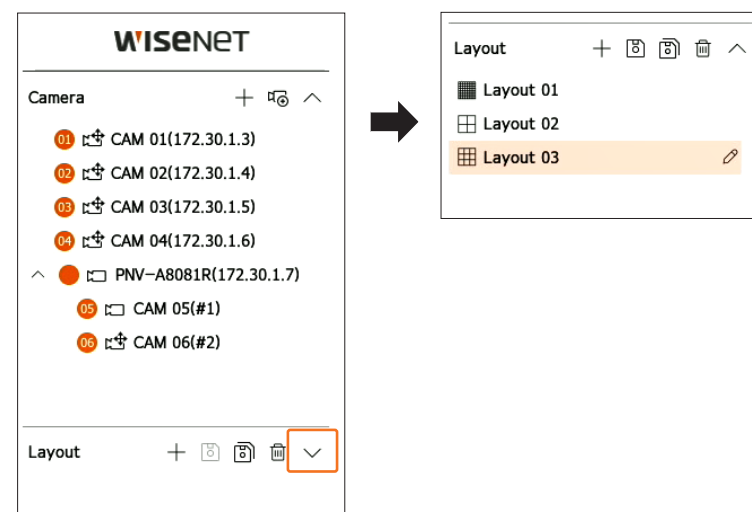 WISENET
Camera
01 CAM 01(172.30.1.3)
02 CAM 02(172.30.1.4)
03 CAM 03(172.30.1.5)
04 CAM 04(172.30.1.6)
PNV-A8081R(172.30.1.7)
05 CAM 05(#1)
06 CAM 06(#2)
Layout
Layout
Layout 01
Layout 02
Layout 03